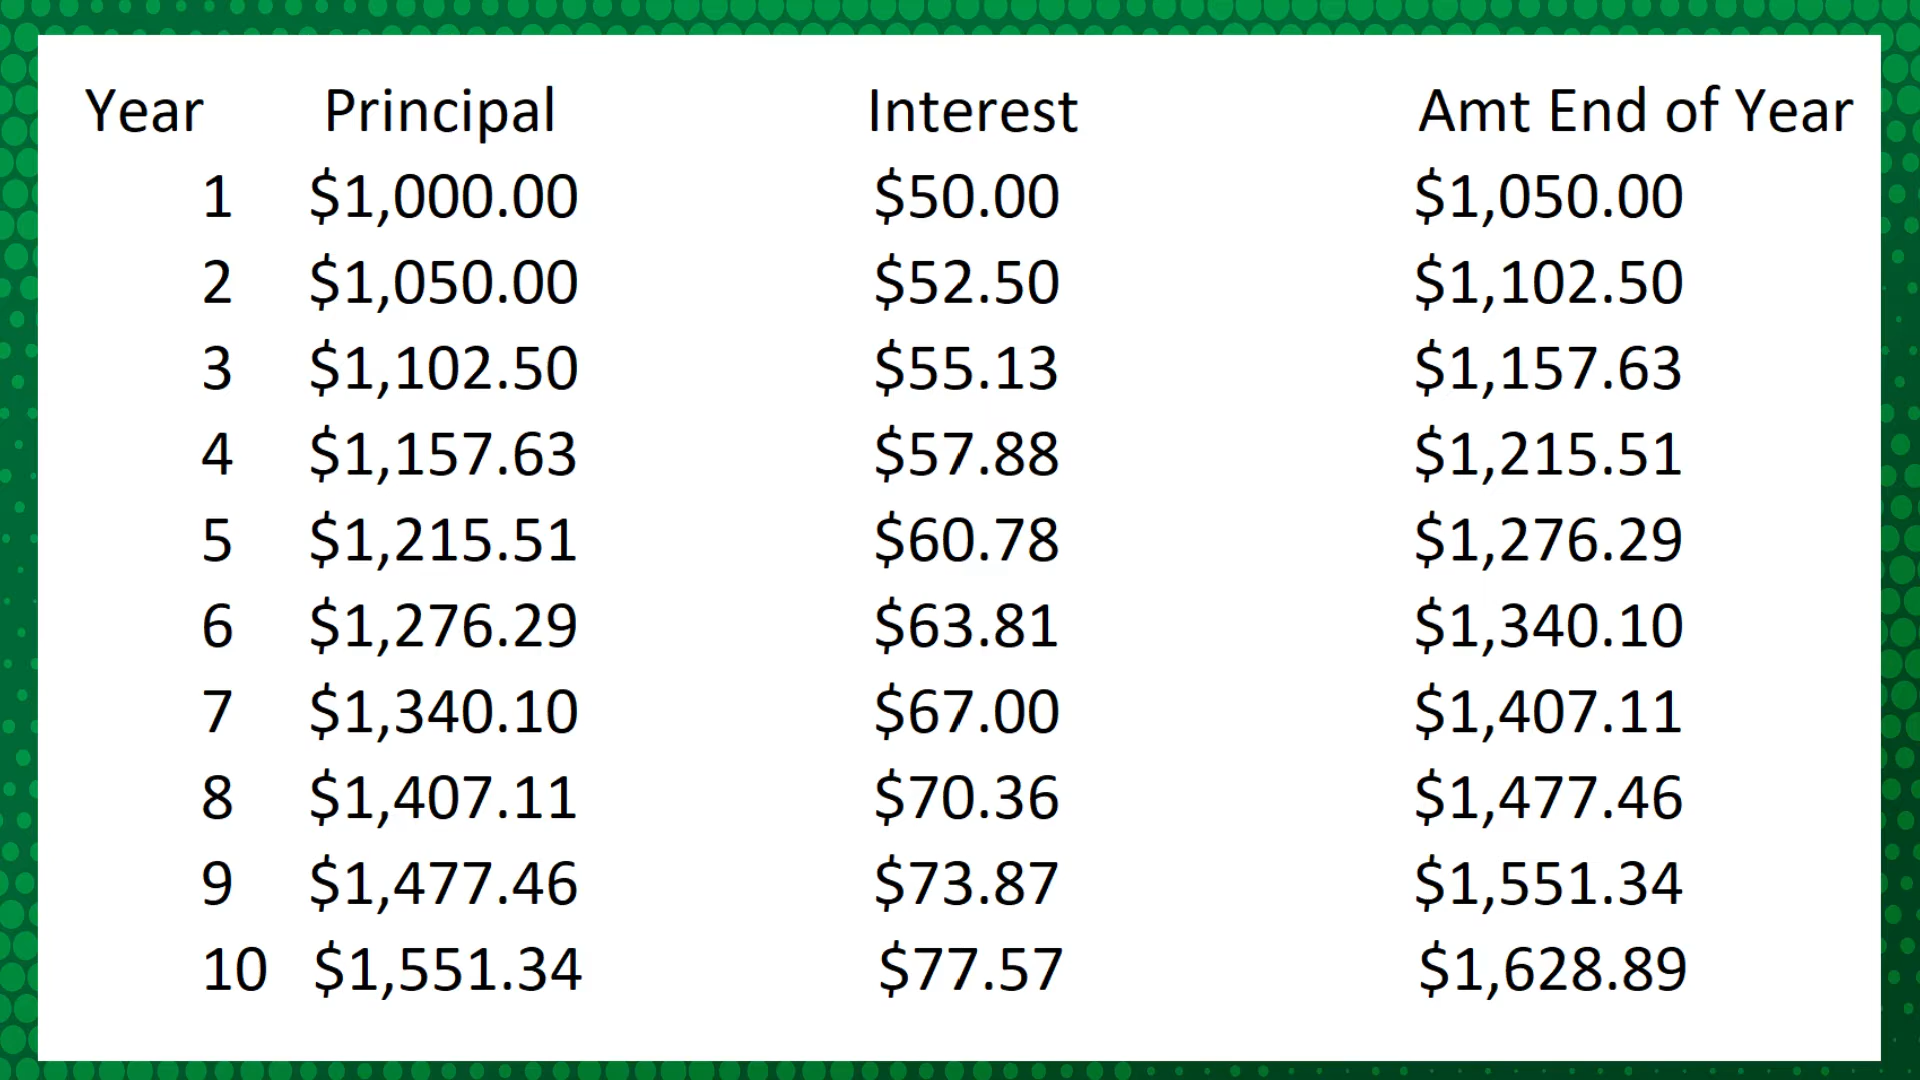 Year Principal Interest Amt End of Year
1 $1,000.00 $50.00 $1,050.00
2 $1,050.00 $52.50 $1,102.50
3 $1,102.50 $55.13 $1,157.63
4 $1,157.63 $57.88 $1,215.51
5 $1,215.51 $60.78 $1,276.29
6 $1,276.29 $63.81 $1,340.10
7 $1,340.10 $67.00 $1,407.11
8 $1,407.11 $70.36 $1,477.46
9 $1,477.46 $73.87 $1,551.34
10 $1,551.34 $77.57 $1,628.89